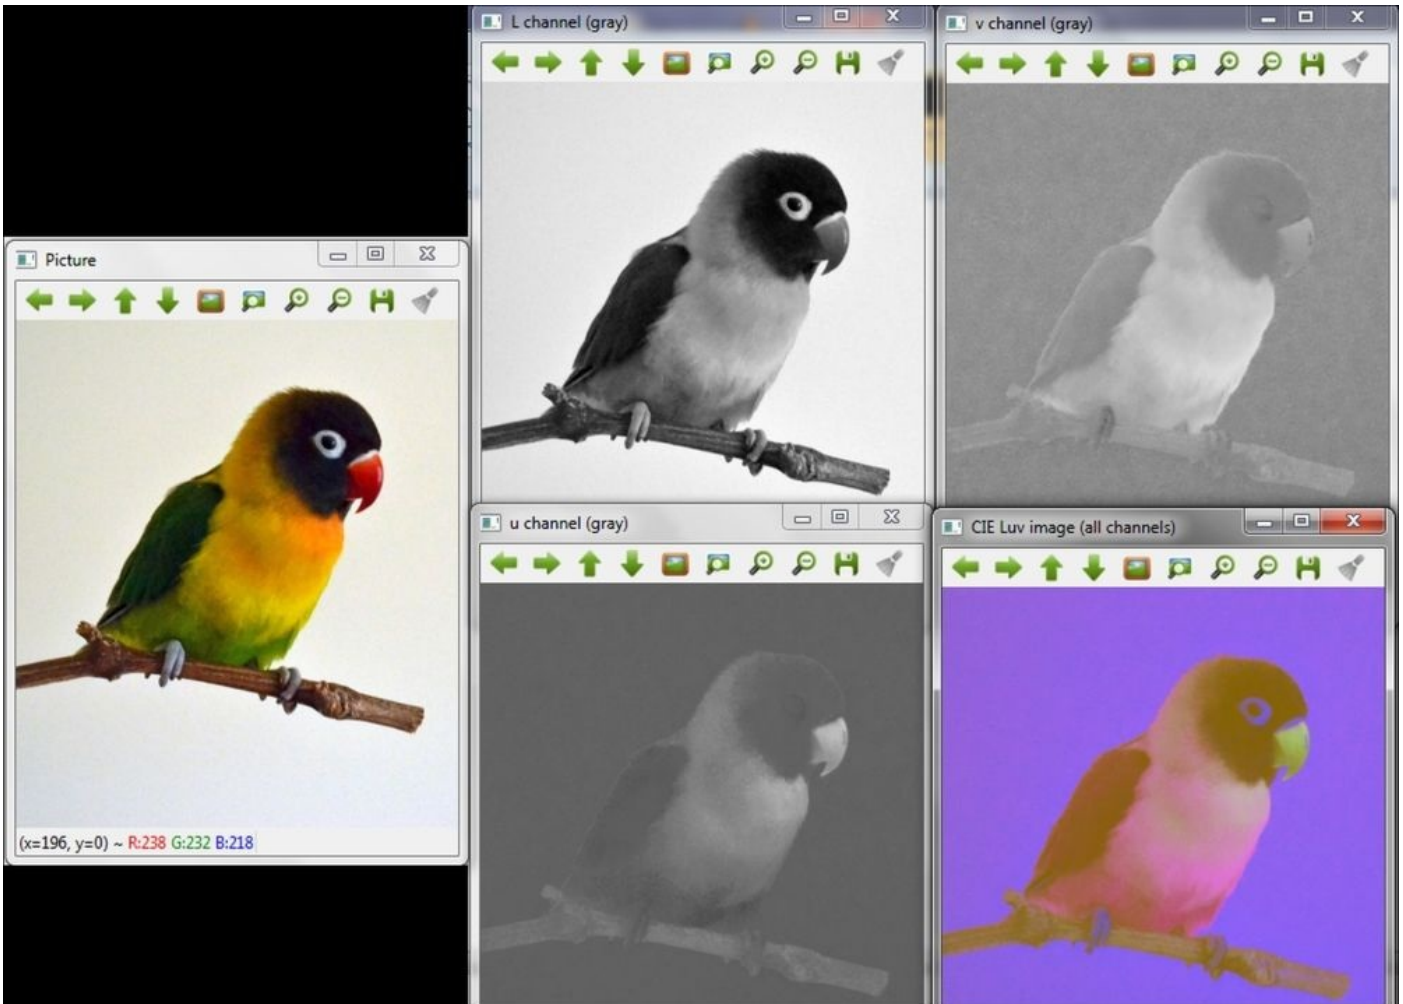 Picture
(x=196, y=0) ~ R:238 G:232 B:218
L channel (gray)
v channel (gray)
u channel (gray)
CIE Luv image (all channels)